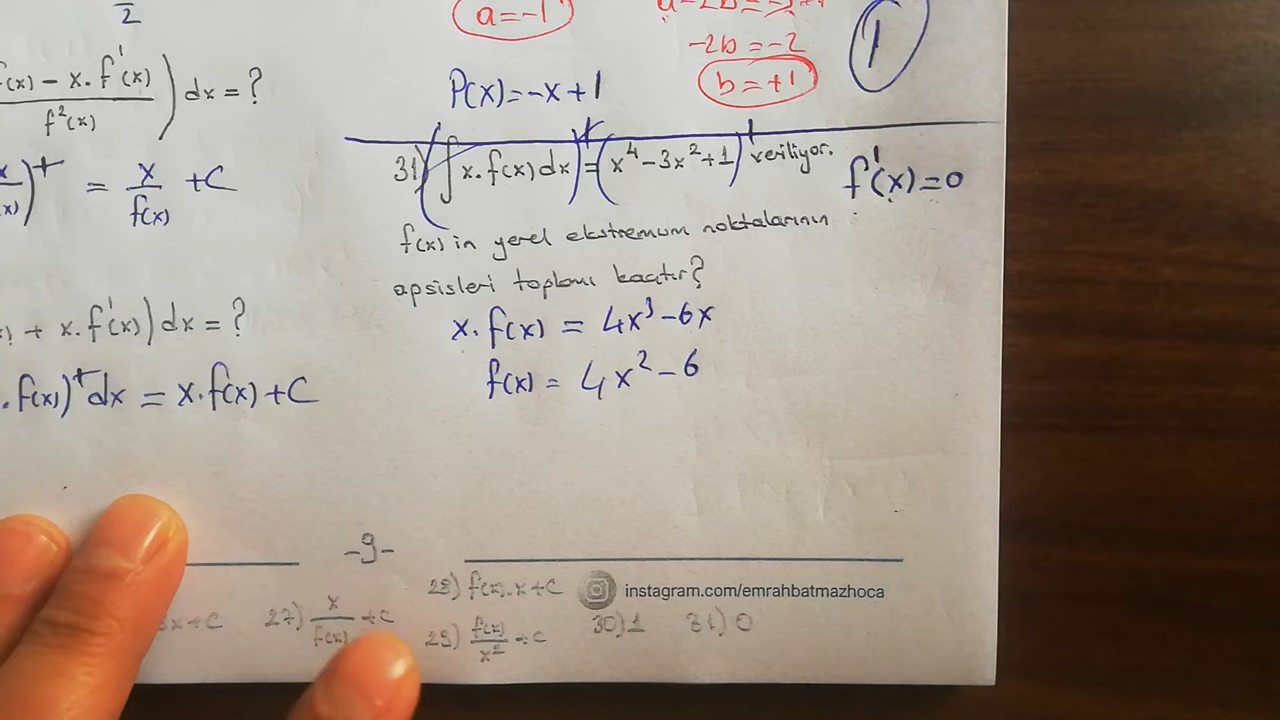 2
a=-1
-2b=-2
b=+1
1
P(x)=-x+1
f(x) - x. f'(x)
f²(x)
) dx = ?
= x/f(x) + C
31) (∫x.f(x)dx)' = (x⁴-3x²+1)' veriliyor.
f'(x)=0
f(x) in yerel ekstremum noktalarının
apsisleri toplamı kaçtır?
x.f(x) = 4x³-6x
f(x) = 4x²-6
+ x.f'(x)) dx = ?
.f(x))' dx = x.f(x)+C
-9-
3x+C
27) x/f(x) +C
28) f(x).x+C
29) f(x)/x² +C
30) 1
31) 0
instagram.com/emrahbatmazhoca